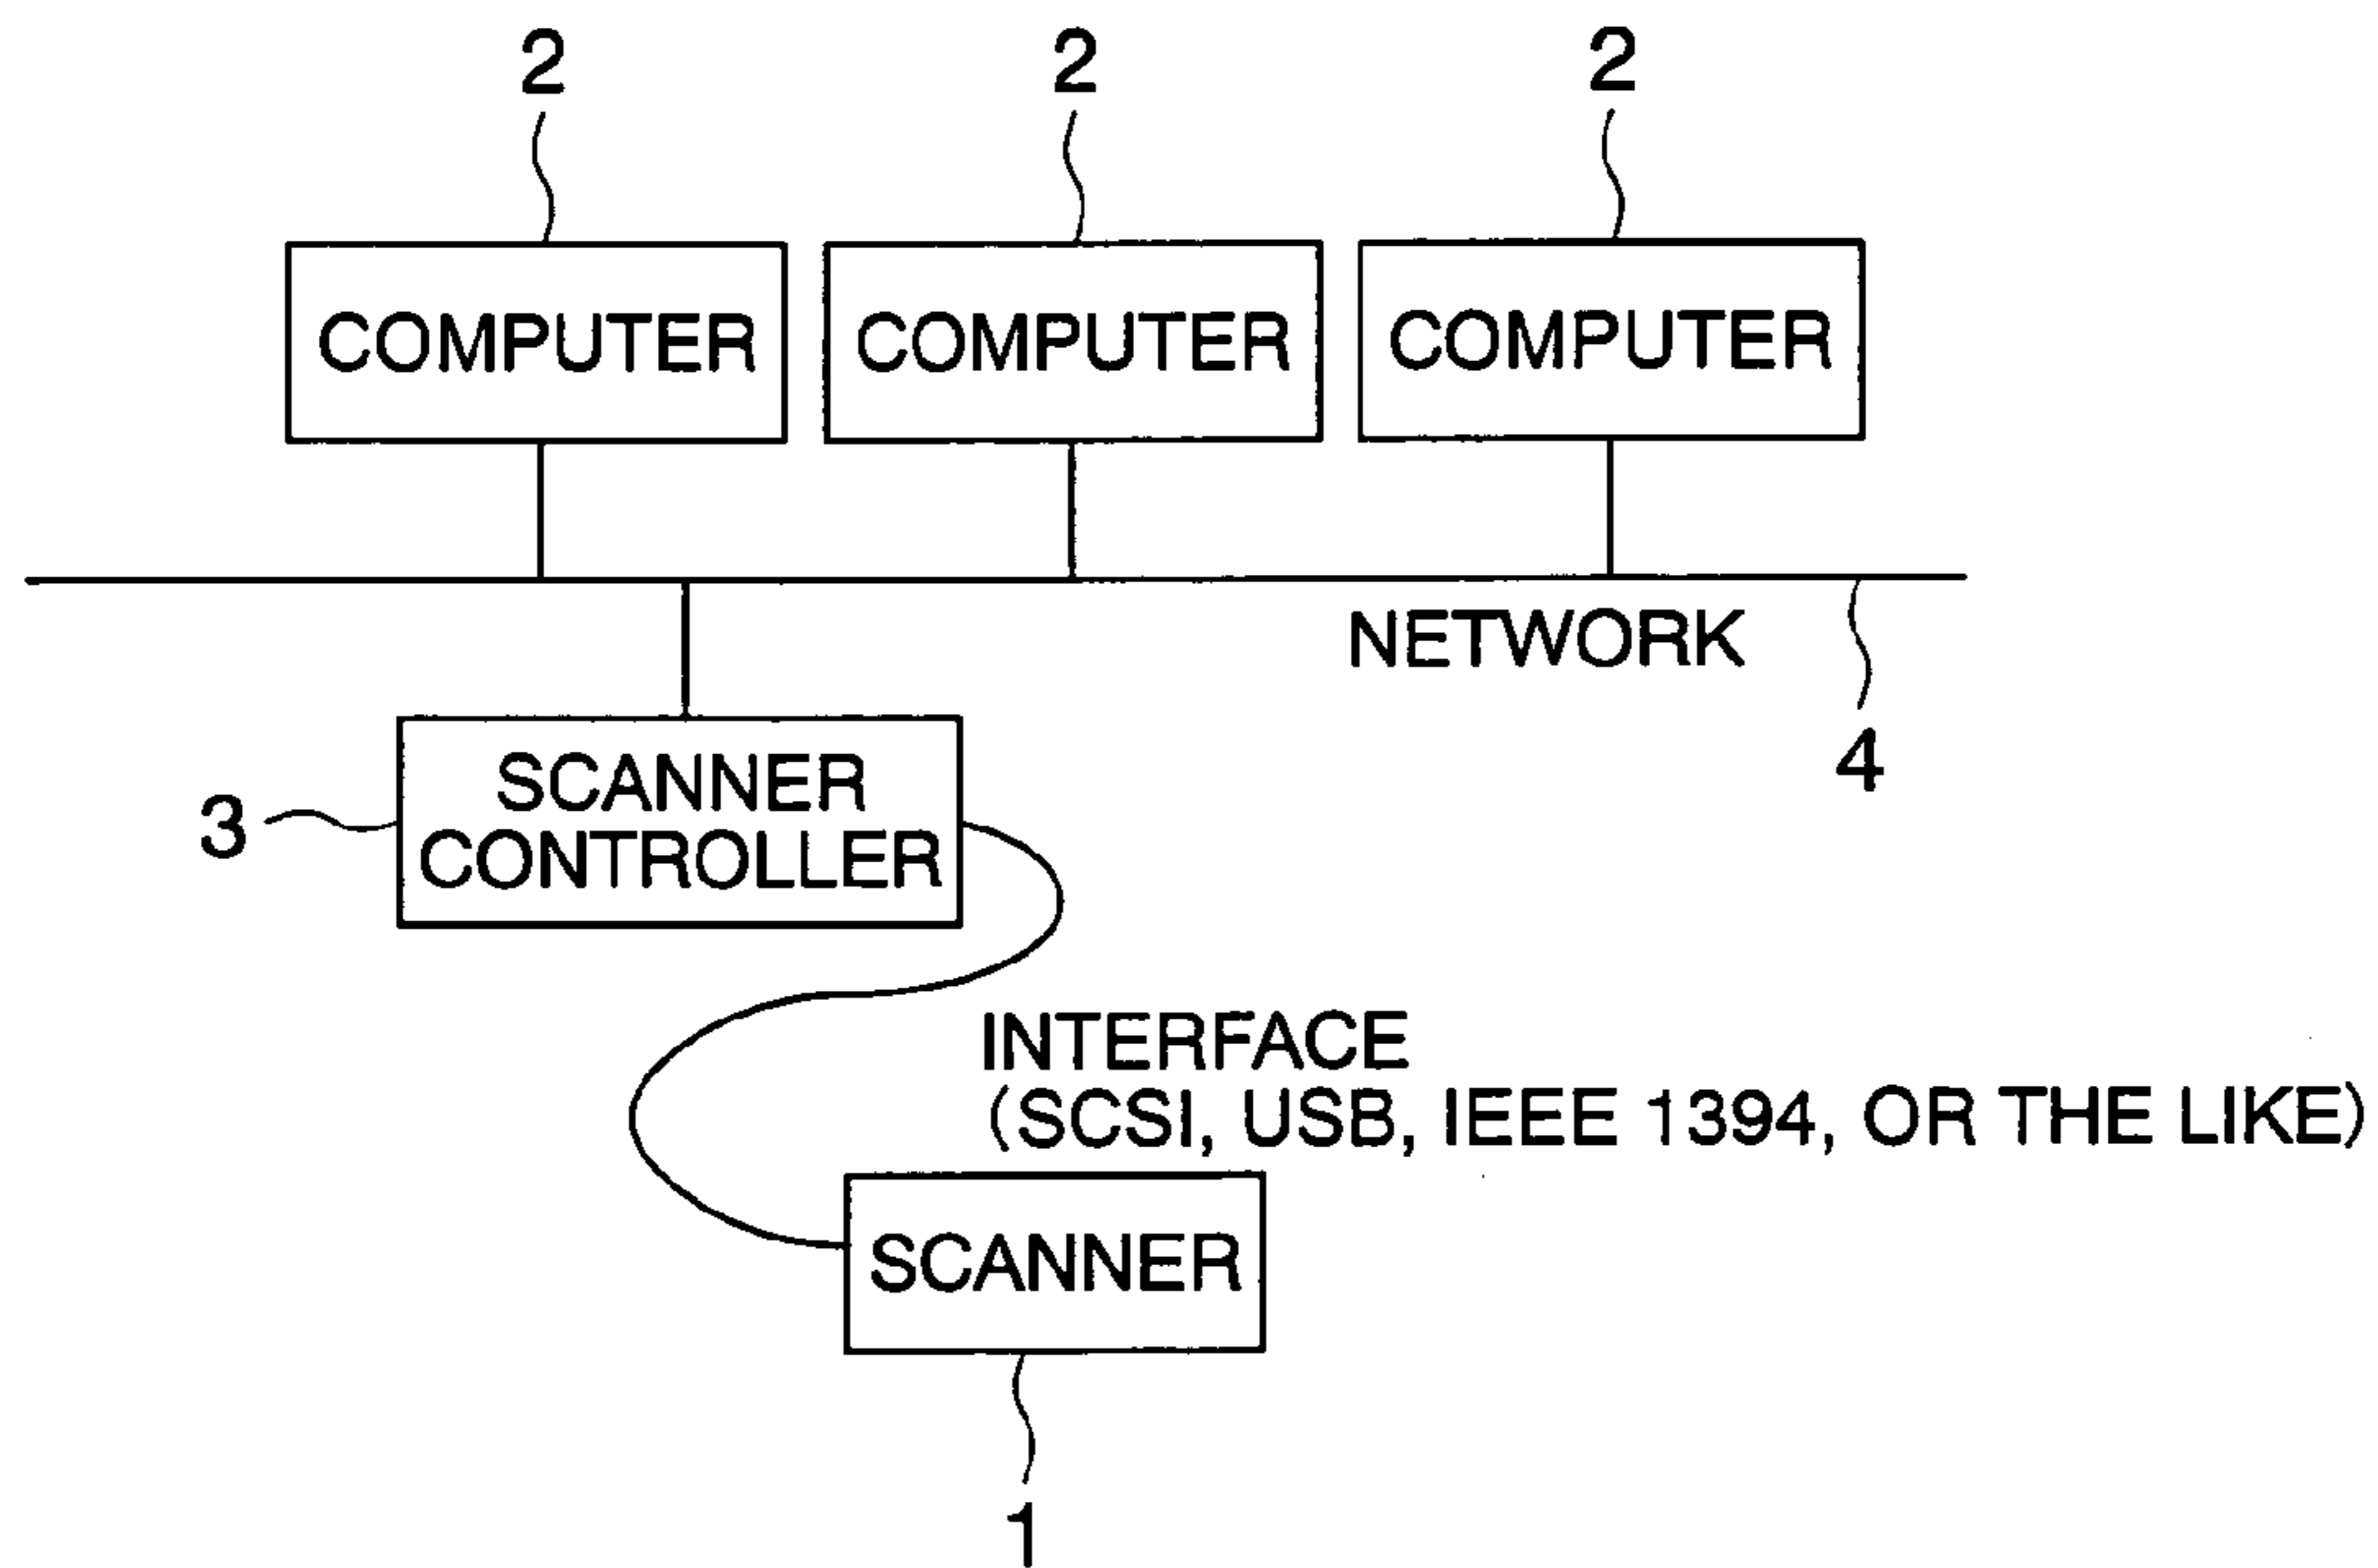 2 2 2
COMPUTER COMPUTER COMPUTER
NETWORK
4
3
SCANNER
CONTROLLER
INTERFACE
(SCSI, USB, IEEE 1394, OR THE LIKE)
SCANNER
1